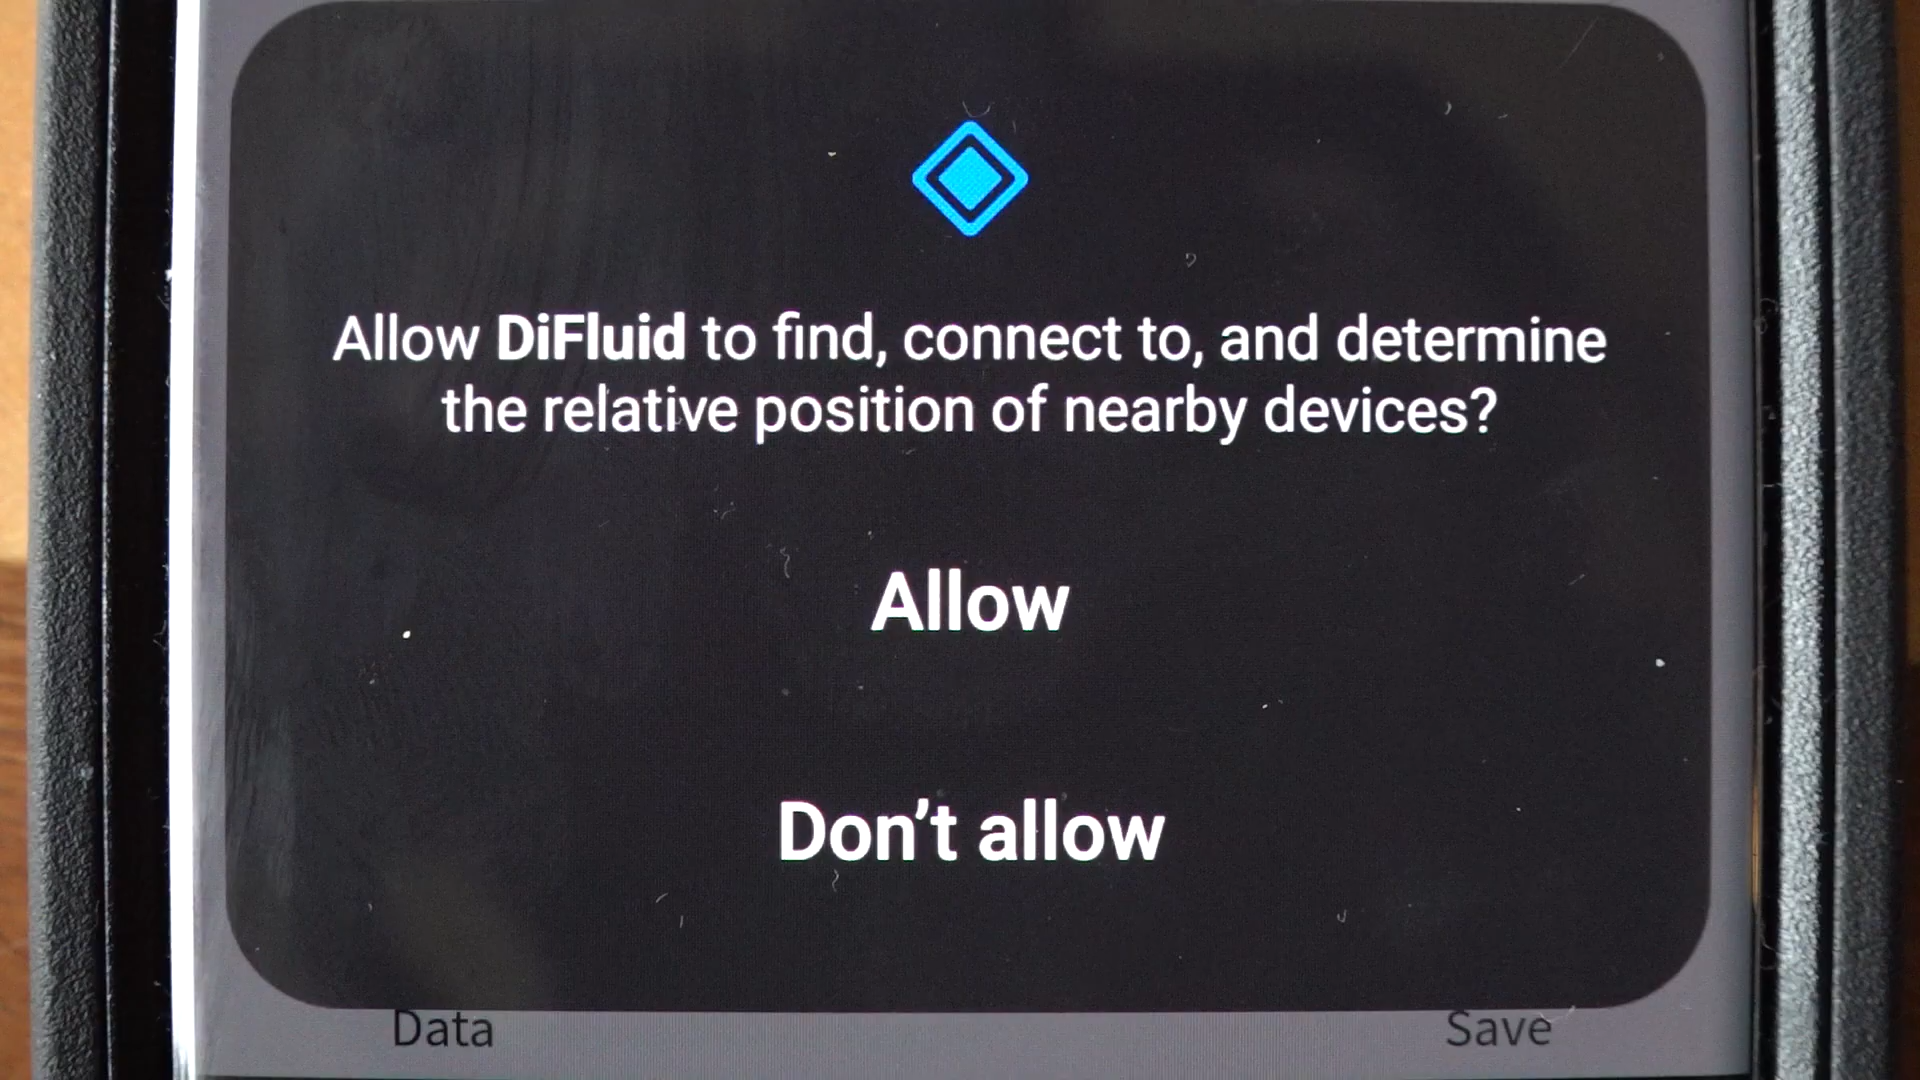 Allow DiFluid to find, connect to, and determine
the relative position of nearby devices?
Allow
Don’t allow
Data
Save